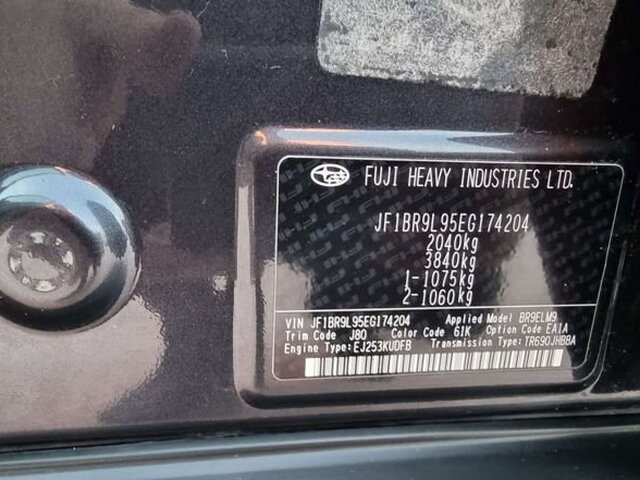 FUJI HEAVY INDUSTRIES LTD.
JF1BR9L95EG174204
2040kg
3840kg
1-1075kg
2-1060kg
VIN JF1BR9L95EG174204 Applied Model BR9ELM9
Trim Code J80 Color Code 61K Option Code EA1A
Engine Type: EJ253KUDFB Transmission Type: TR690JHBBA